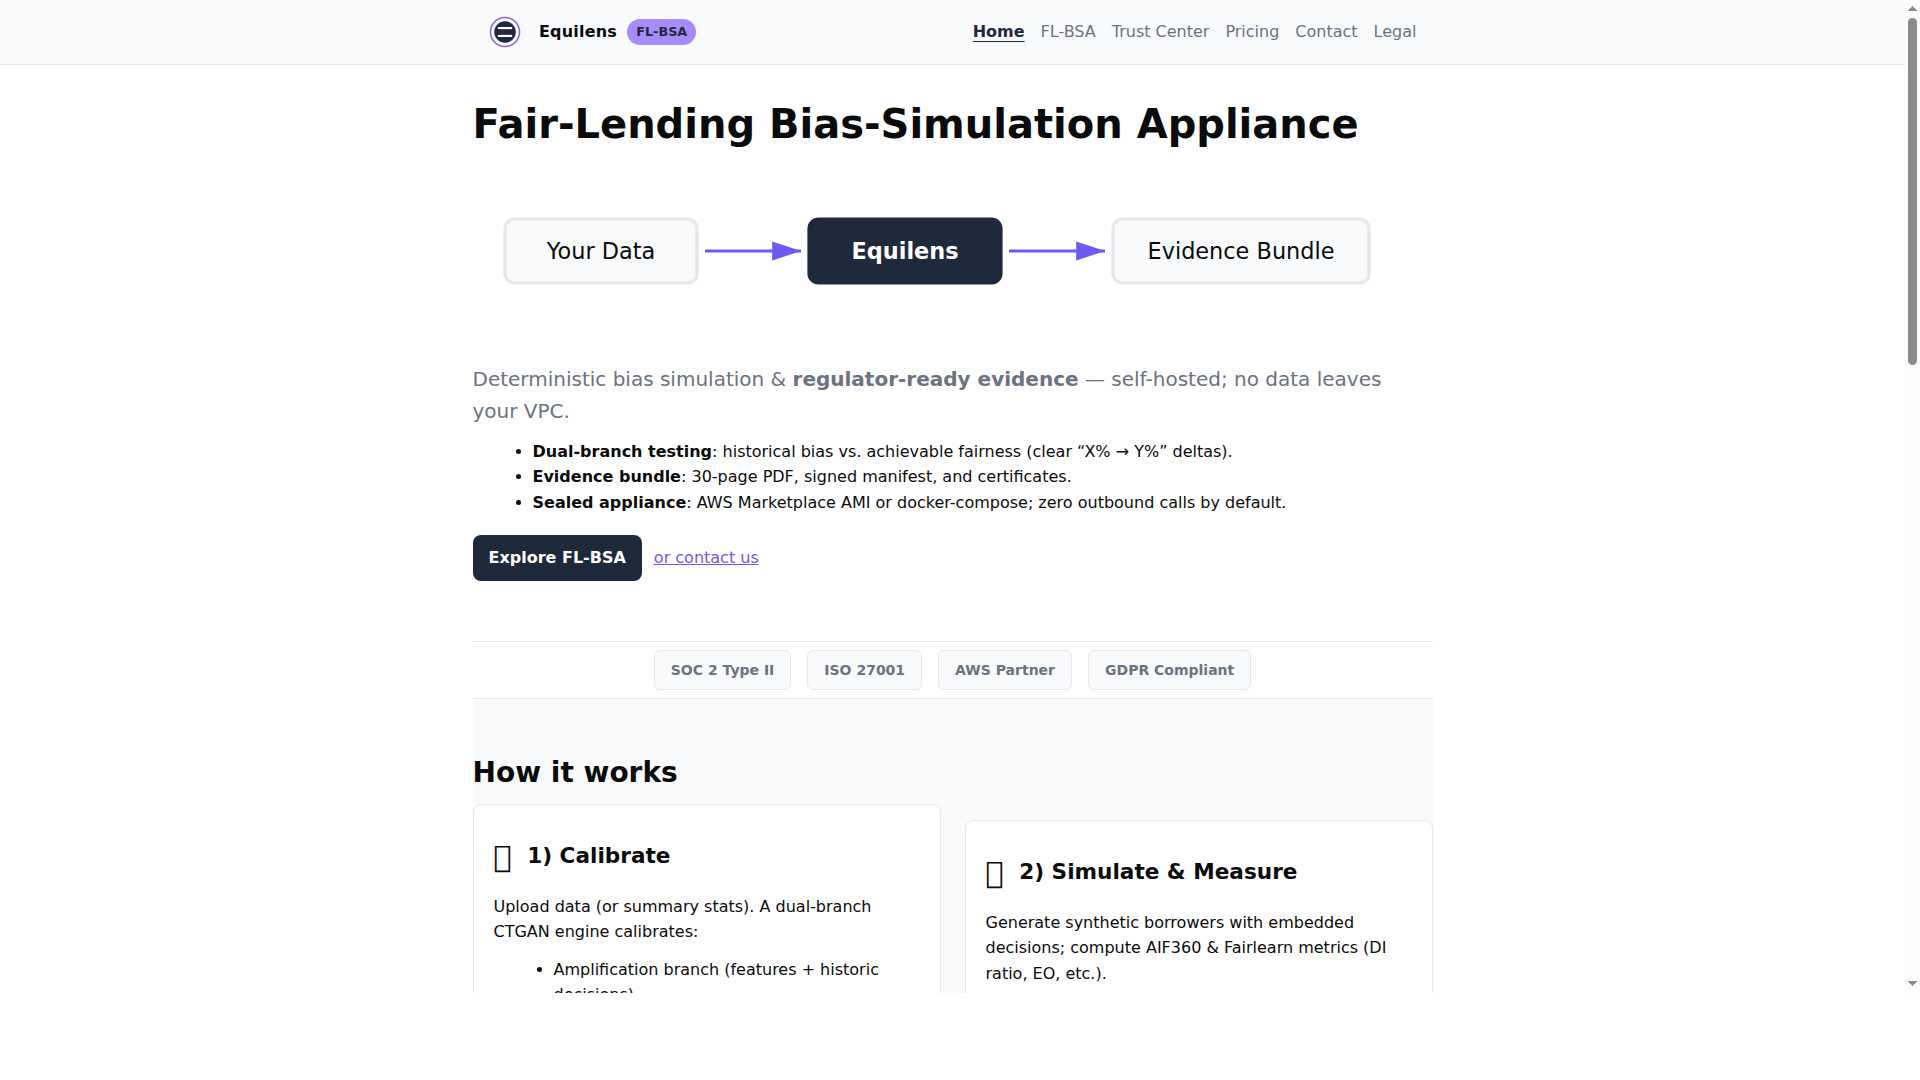 Equilens FL-BSA
Home FL-BSA Trust Center Pricing Contact Legal
Fair-Lending Bias-Simulation Appliance
Your Data
Equilens
Evidence Bundle
Deterministic bias simulation & regulator-ready evidence — self-hosted; no data leaves
your VPC.
• Dual-branch testing: historical bias vs. achievable fairness (clear “X% → Y%” deltas).
• Evidence bundle: 30-page PDF, signed manifest, and certificates.
• Sealed appliance: AWS Marketplace AMI or docker-compose; zero outbound calls by default.
Explore FL-BSA or contact us
SOC 2 Type II
ISO 27001
AWS Partner
GDPR Compliant
How it works
1) Calibrate
Upload data (or summary stats). A dual-branch
CTGAN engine calibrates:
• Amplification branch (features + historic
decisions)
2) Simulate & Measure
Generate synthetic borrowers with embedded
decisions; compute AIF360 & Fairlearn metrics (DI
ratio, EO, etc.).